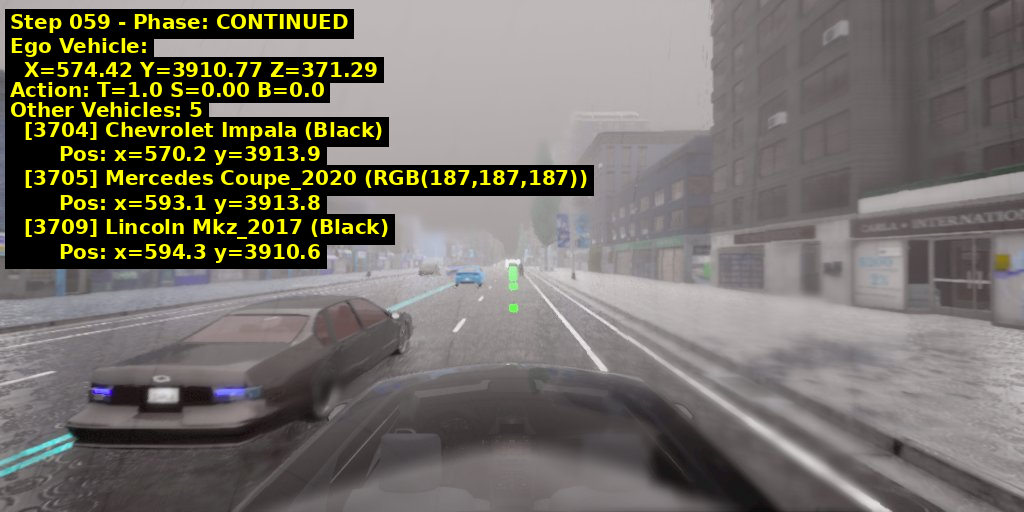 Step 059 - Phase: CONTINUED
Ego Vehicle:
X=574.42 Y=3910.77 Z=371.29
Action: T=1.0 S=0.00 B=0.0
Other Vehicles: 5
[3704] Chevrolet Impala (Black)
Pos: x=570.2 y=3913.9
[3705] Mercedes Coupe_2020 (RGB(187,187,187))
Pos: x=593.1 y=3913.8
[3709] Lincoln Mkz_2017 (Black)
Pos: x=594.3 y=3910.6
CARLA INTERNATION